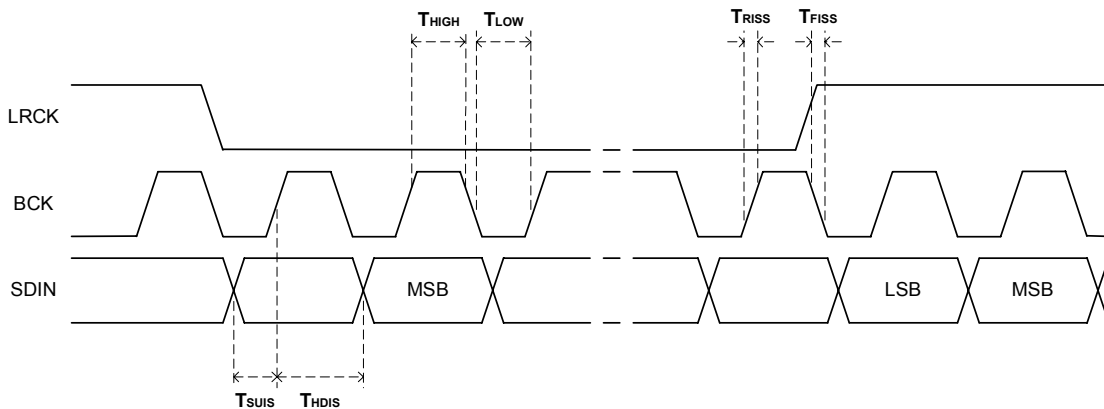 THIGH TLOW TRISS TFISS
LRCK
BCK
SDIN MSB LSB MSB
TSUIS THDIS